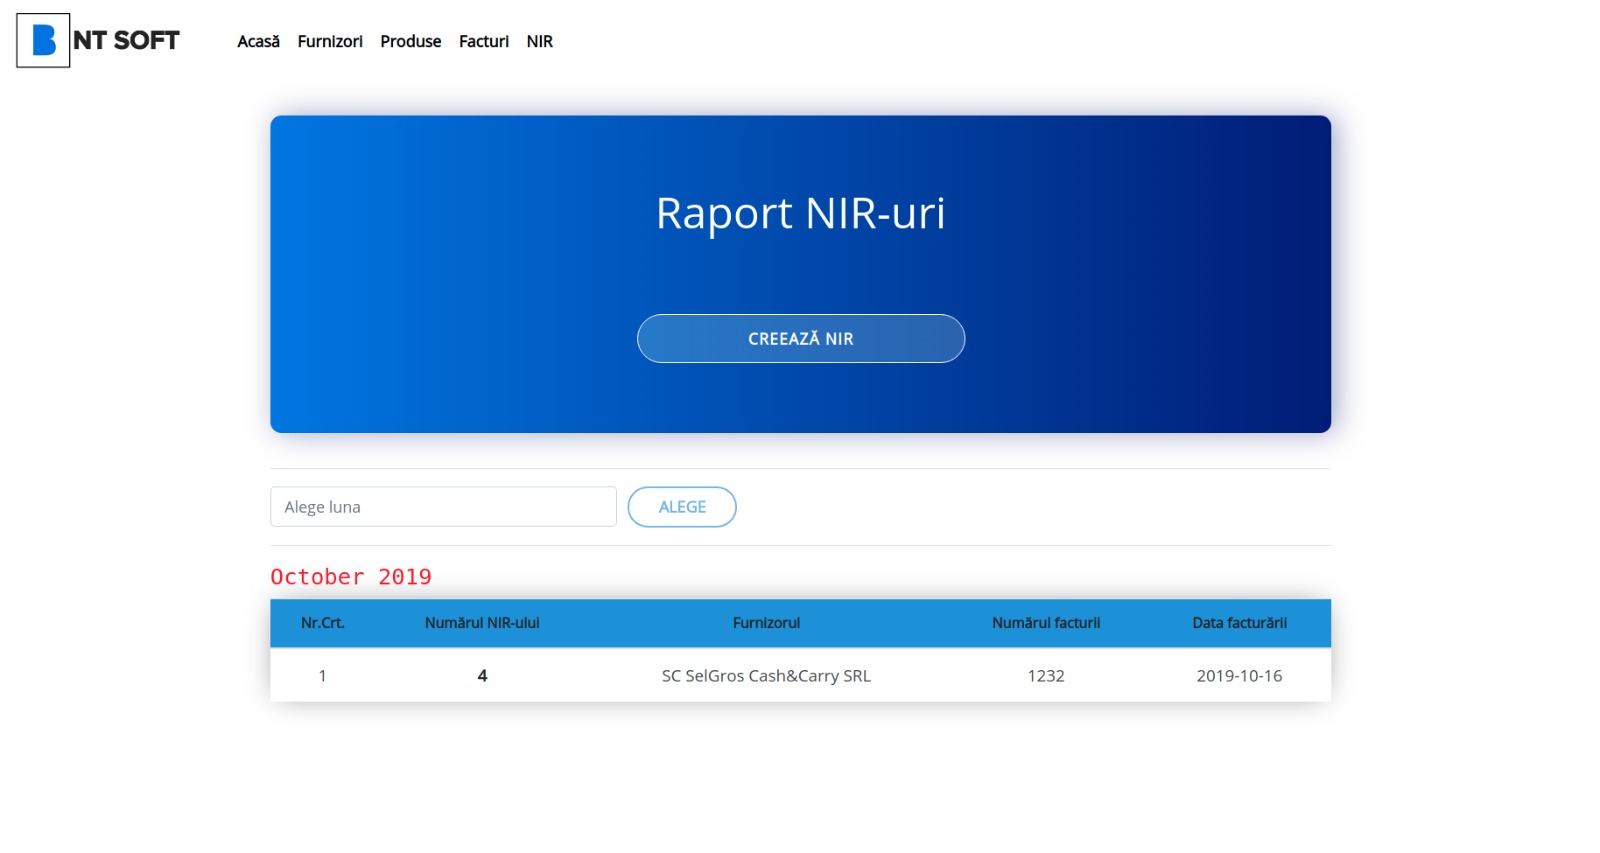 BNT SOFT
Acasă Furnizori Produse Facturi NIR
Raport NIR-uri
CREEAZĂ NIR
Alege luna ALEGE
October 2019
Nr.Crt. Numărul NIR-ului Furnizorul Numărul facturii Data facturării
1 4 SC SelGros Cash&Carry SRL 1232 2019-10-16